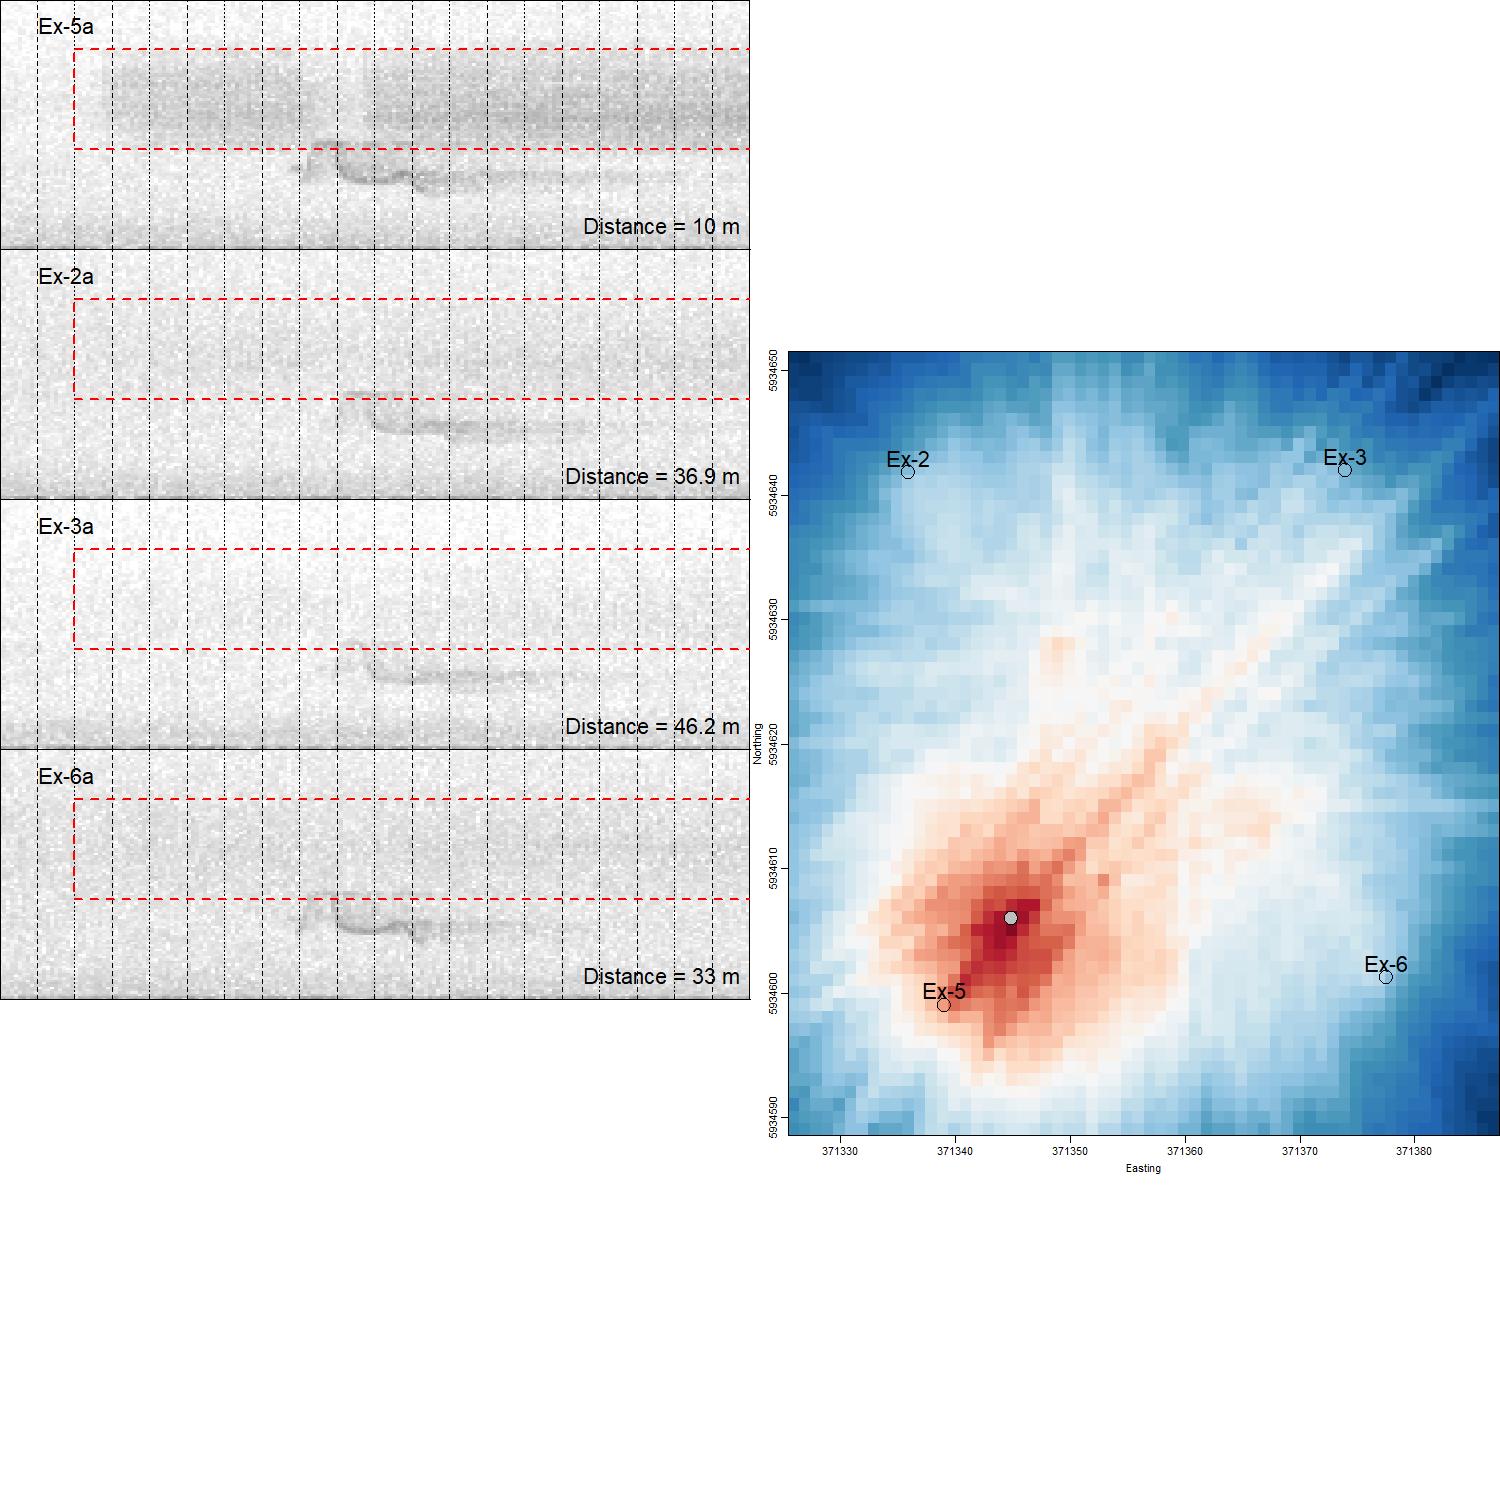 Ex-5a
Distance = 10 m
Ex-2a
Distance = 36.9 m
Ex-3a
Distance = 46.2 m
Ex-6a
Distance = 33 m
Ex-2
Ex-3
Ex-6
Ex-5
5934650
5934640
5934630
5934620
5934610
5934600
5934590
Northing
371330 371340 371350 371360 371370 371380
Easting